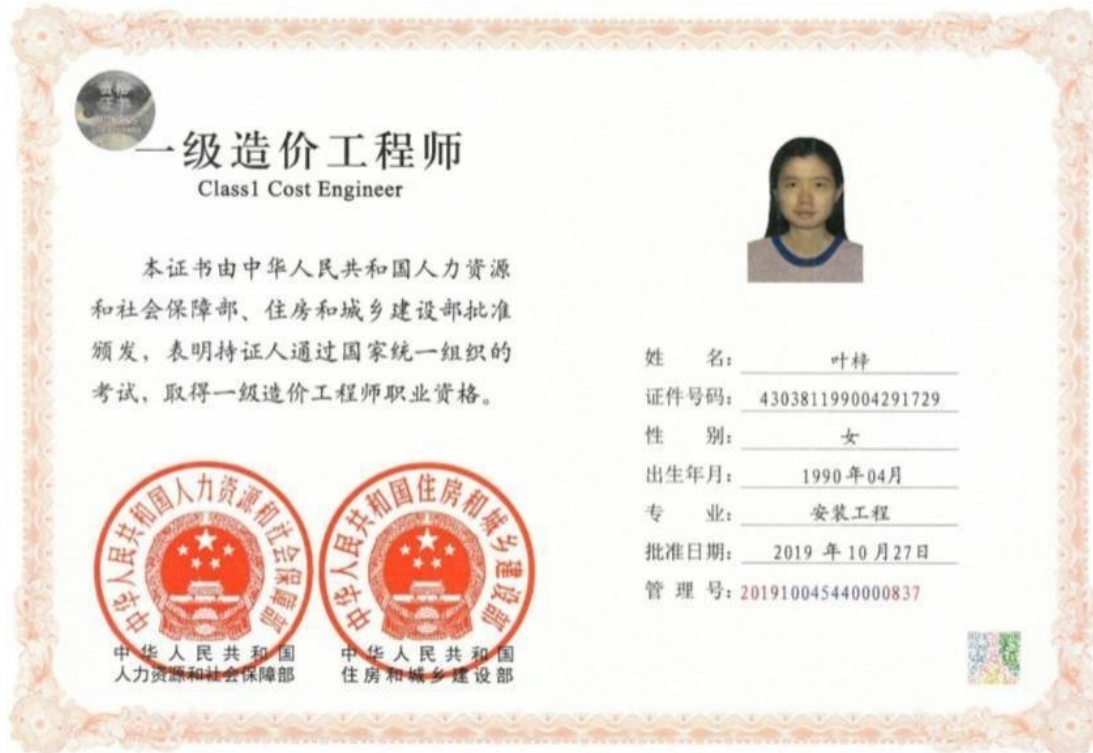 一级造价工程师
Class1 Cost Engineer
本证书由中华人民共和国人力资源
和社会保障部、住房和城乡建设部批准
颁发，表明持证人通过国家统一组织的
考试，取得一级造价工程师职业资格。
中华人民共和国人力资源和社会保障部
中华人民共和国
人力资源和社会保障部
中华人民共和国住房和城乡建设部
中华人民共和国
住房和城乡建设部
姓 名： 叶梓
证件号码： 430381199004291729
性 别： 女
出生年月： 1990年04月
专 业： 安装工程
批准日期： 2019 年 10 月27日
管 理 号：201910045440000837